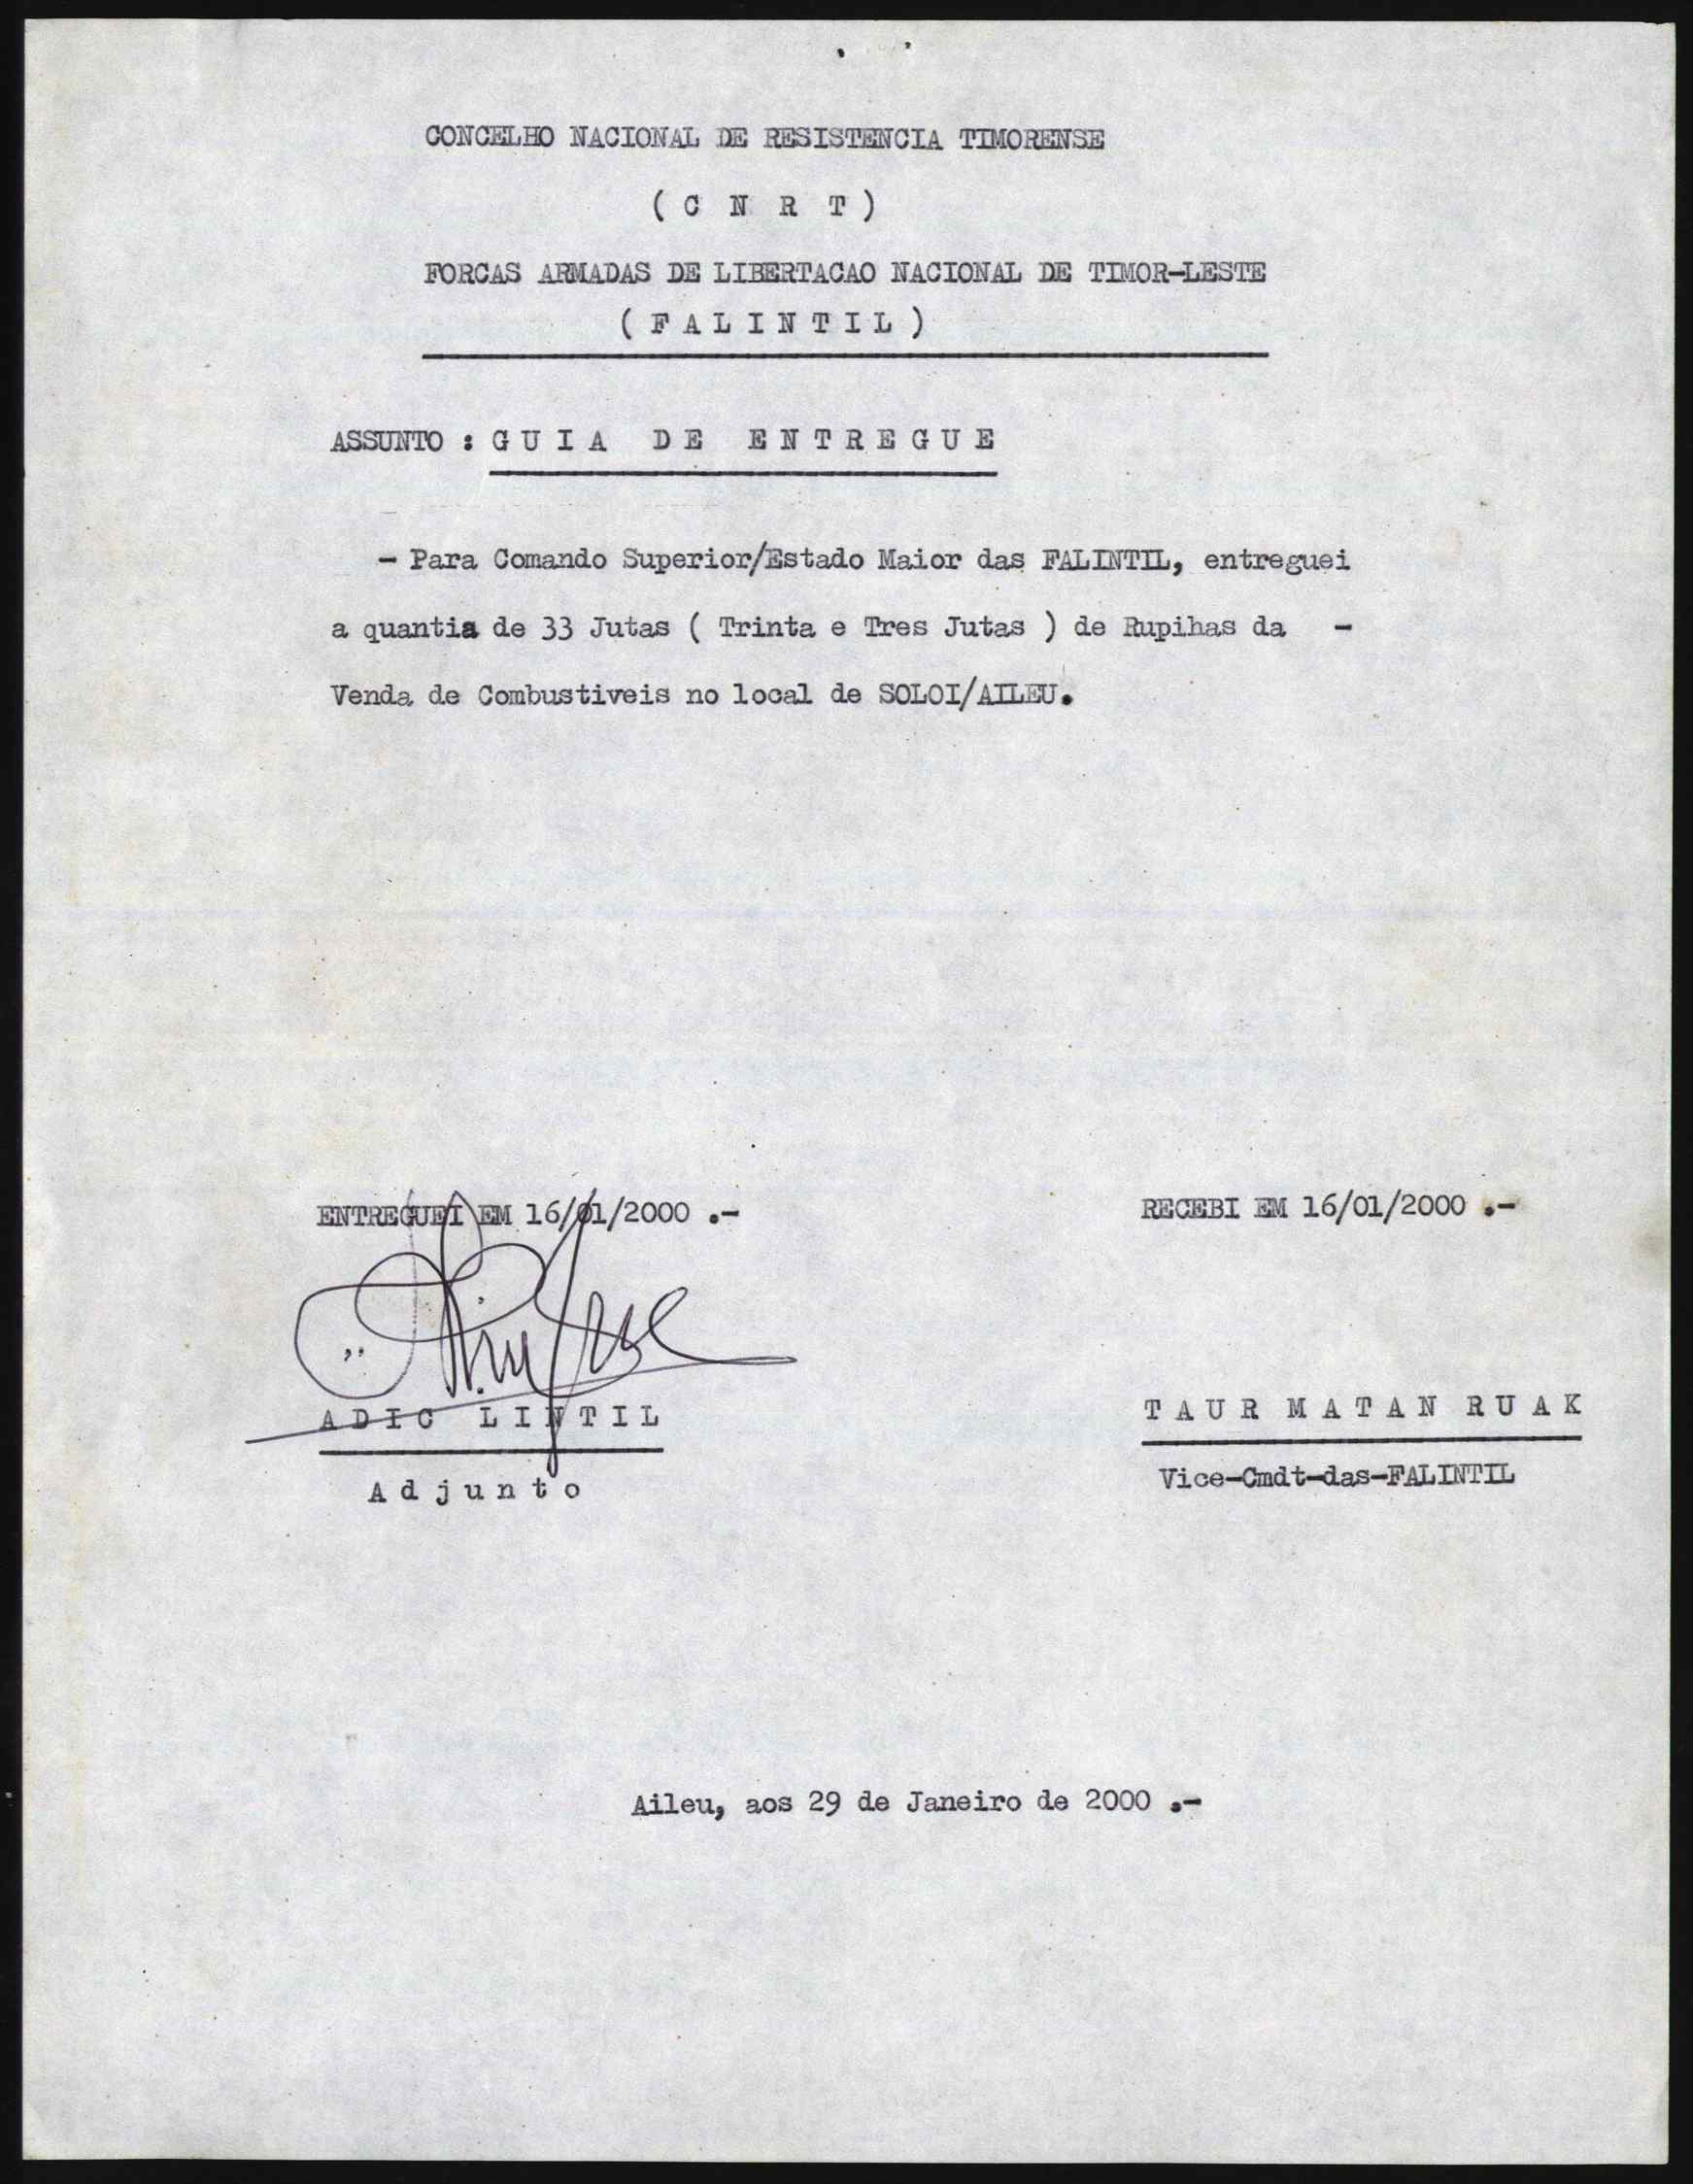 CONCELHO NACIONAL DE RESISTENCIA TIMORENSE
( C N R T )
FORCAS ARMADAS DE LIBERTACAO NACIONAL DE TIMOR-LESTE
( F A L I N T I L )
ASSUNTO : G U I A D E E N T R E G U E
- Para Comando Superior/Estado Maior das FALINTIL, entreguei
a quantia de 33 Jutas ( Trinta e Tres Jutas ) de Rupihas da -
Venda de Combustiveis no local de SOLOI/AILEU.
ENTREGUEI EM 16/01/2000 .-
RECEBI EM 16/01/2000 .-
A D I C L I N T I L
T A U R M A T A N R U A K
A d j u n t o
Vice-Cmdt-das-FALINTIL
Aileu, aos 29 de Janeiro de 2000 .-